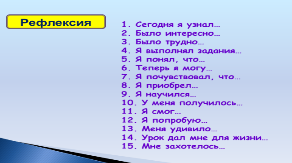 Рефлексия
1. Сегодня я узнал…
2. Было интересно…
3. Было трудно…
4. Я выполнял задания…
5. Я понял, что…
6. Теперь я могу…
7. Я почувствовал, что…
8. Я приобрел…
9. Я научился…
10. У меня получилось…
11. Я смог…
12. Я попробую…
13. Меня удивило…
14. Урок дал мне для жизни…
15. Мне захотелось…